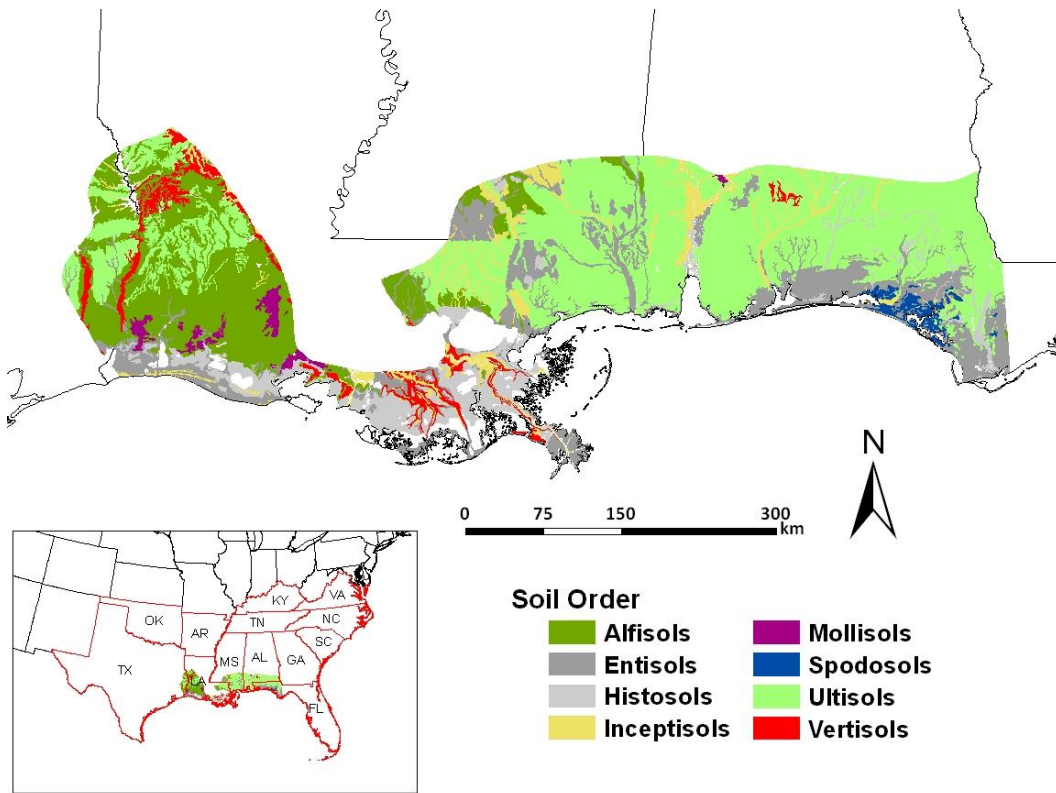 N
0 75 150 300
km
OK
AR
TN
KY
VA
NC
SC
TX
LA
MS
AL
GA
FL
Soil Order
Alfisols
Entisols
Histosols
Inceptisols
Mollisols
Spodosols
Ultisols
Vertisols